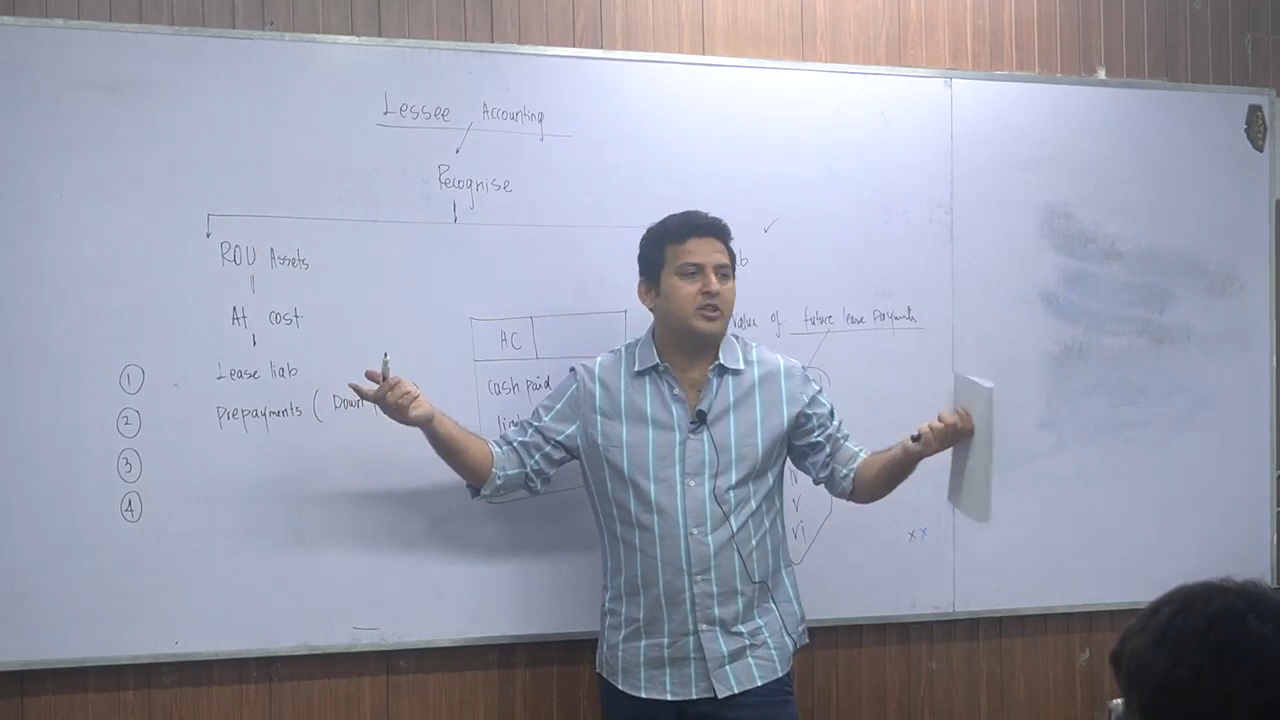 Lessee Accounting
Recognise
ROU Assets
At cost
① Lease liab
② Prepayments (Down
③
④
HC
cash paid
value of future lease payments
iv
v
vi
xx